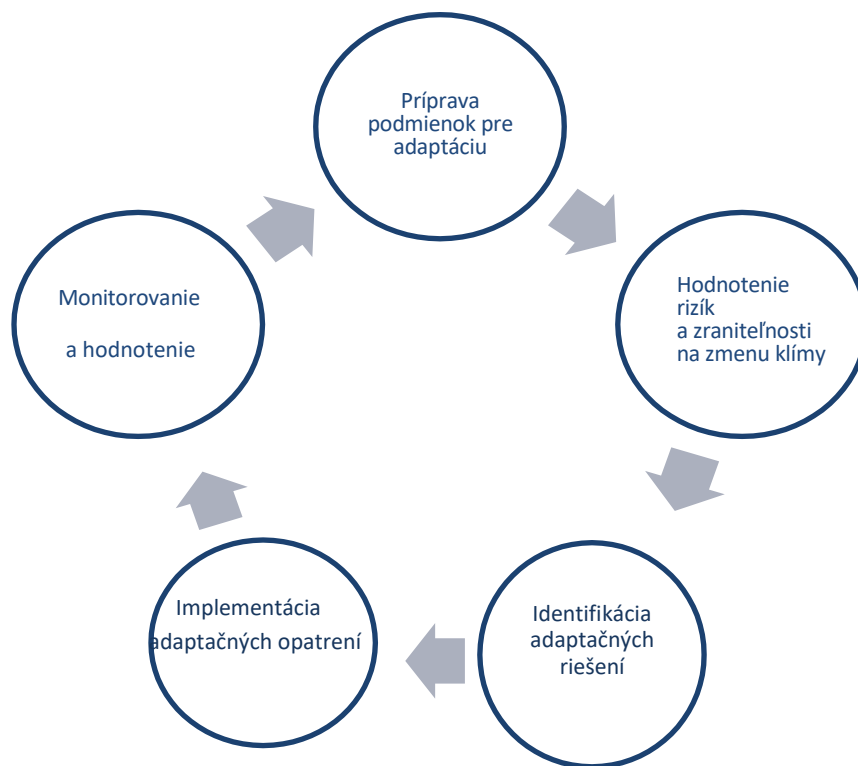 Príprava
podmienok pre
adaptáciu
Hodnotenie
rizík
a zraniteľnosti
na zmenu klímy
Identifikácia
adaptačných
riešení
Implementácia
adaptačných opatrení
Monitorovanie
a hodnotenie